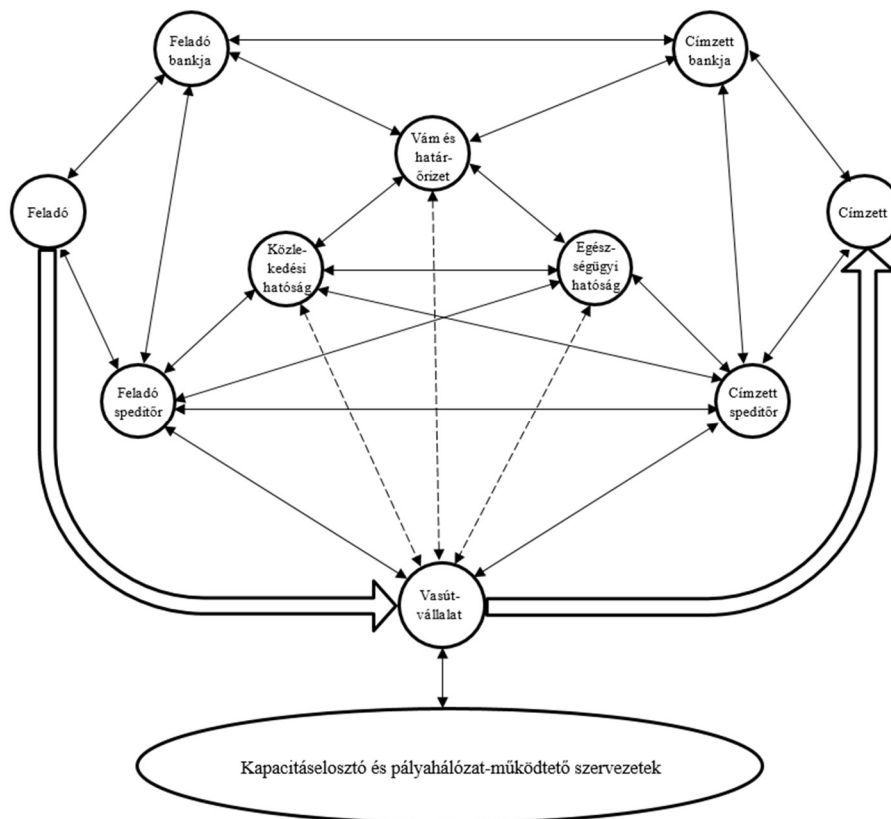 Feladó
bankja
Címzett
bankja
Vám és
határ-
őrizet
Feladó
Címzett
Közle-
kedési
hatóság
Egész-
ségügyi
hatóság
Feladó
speditőr
Címzett
speditőr
Vasút-
vállalat
Kapacitáselosztó és pályahálózat-működtető szervezetek